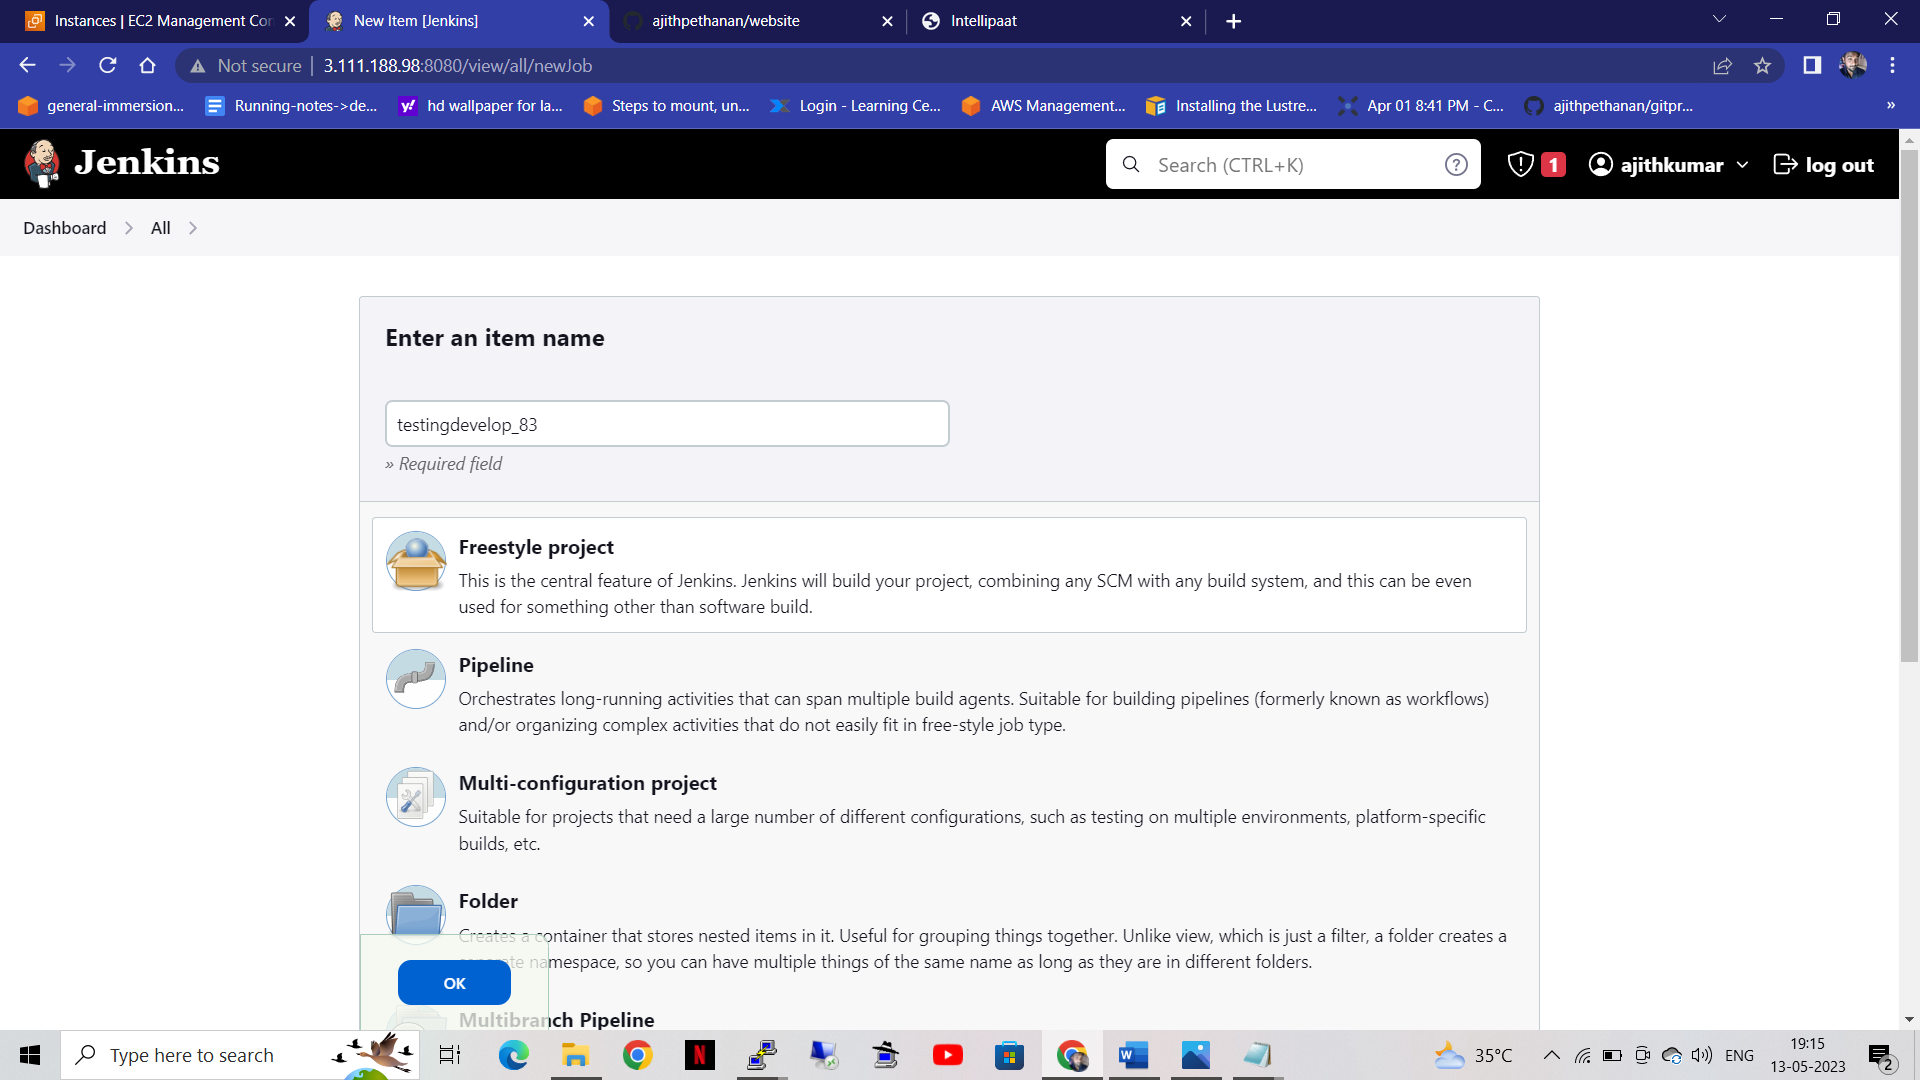 Instances | EC2 Management Con
New Item [Jenkins]
ajithpethanan/website
Intellipaat
Not secure
3.111.188.98:8080/view/all/newJob
general-immersion...
Running-notes->de...
y!
hd wallpaper for la...
Steps to mount, un...
Login - Learning Ce...
AWS Management...
Installing the Lustre...
Apr 01 8:41 PM - C...
ajithpethanan/gitpr...
»
Jenkins
Search (CTRL+K)
?
1
ajithkumar
log out
Dashboard
All
Enter an item name
testingdevelop_83
» Required field
Freestyle project
This is the central feature of Jenkins. Jenkins will build your project, combining any SCM with any build system, and this can be even
used for something other than software build.
Pipeline
Orchestrates long-running activities that can span multiple build agents. Suitable for building pipelines (formerly known as workflows)
and/or organizing complex activities that do not easily fit in free-style job type.
Multi-configuration project
Suitable for projects that need a large number of different configurations, such as testing on multiple environments, platform-specific
builds, etc.
Folder
Creates a container that stores nested items in it. Useful for grouping things together. Unlike view, which is just a filter, a folder creates a
separate namespace, so you can have multiple things of the same name as long as they are in different folders.
OK
Multibranch Pipeline
Type here to search
N
W
35°C
ENG
19:15
13-05-2023
2